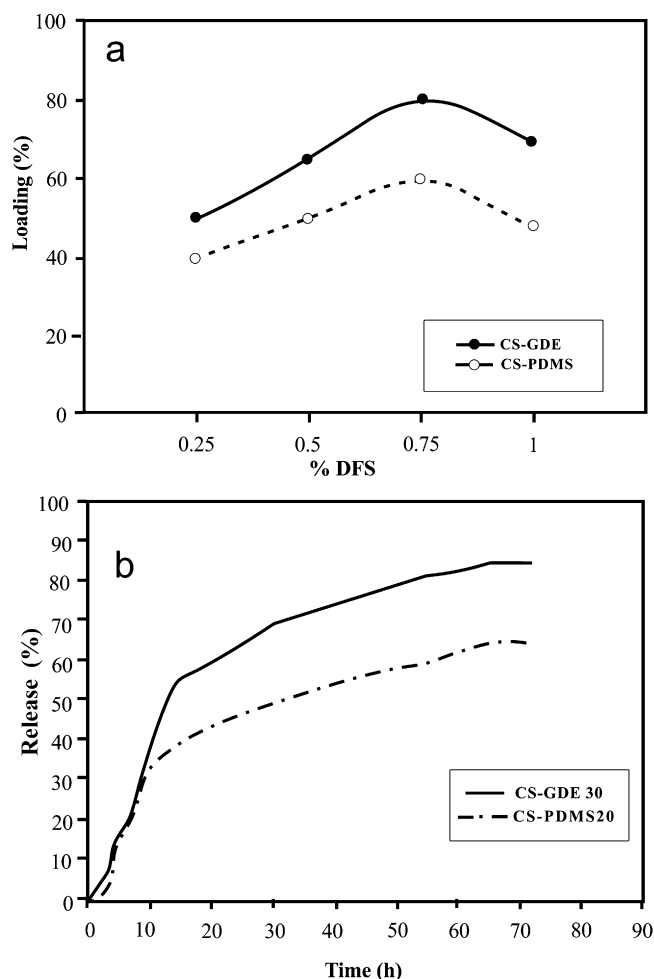 a
100
80
60
40
20
0
Loading (%)
CS-GDE
CS-PDMS
0.25 0.5 0.75 1
% DFS
b
100
90
80
70
60
50
40
30
20
10
0
Release (%)
CS-GDE 30
CS-PDMS20
0 10 20 30 40 50 60 70 80 90
Time (h)